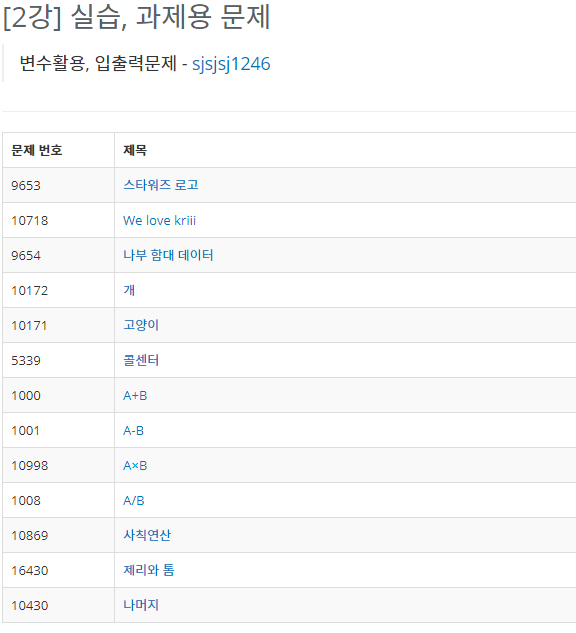 [2강] 실습, 과제용 문제
변수활용, 입출력문제 - sjsjsj1246
문제 번호 제목
9653 스타워즈 로고
10718 We love kriii
9654 나부 함대 데이터
10172 개
10171 고양이
5339 콜센터
1000 A+B
1001 A-B
10998 A×B
1008 A/B
10869 사칙연산
16430 제리와 톰
10430 나머지